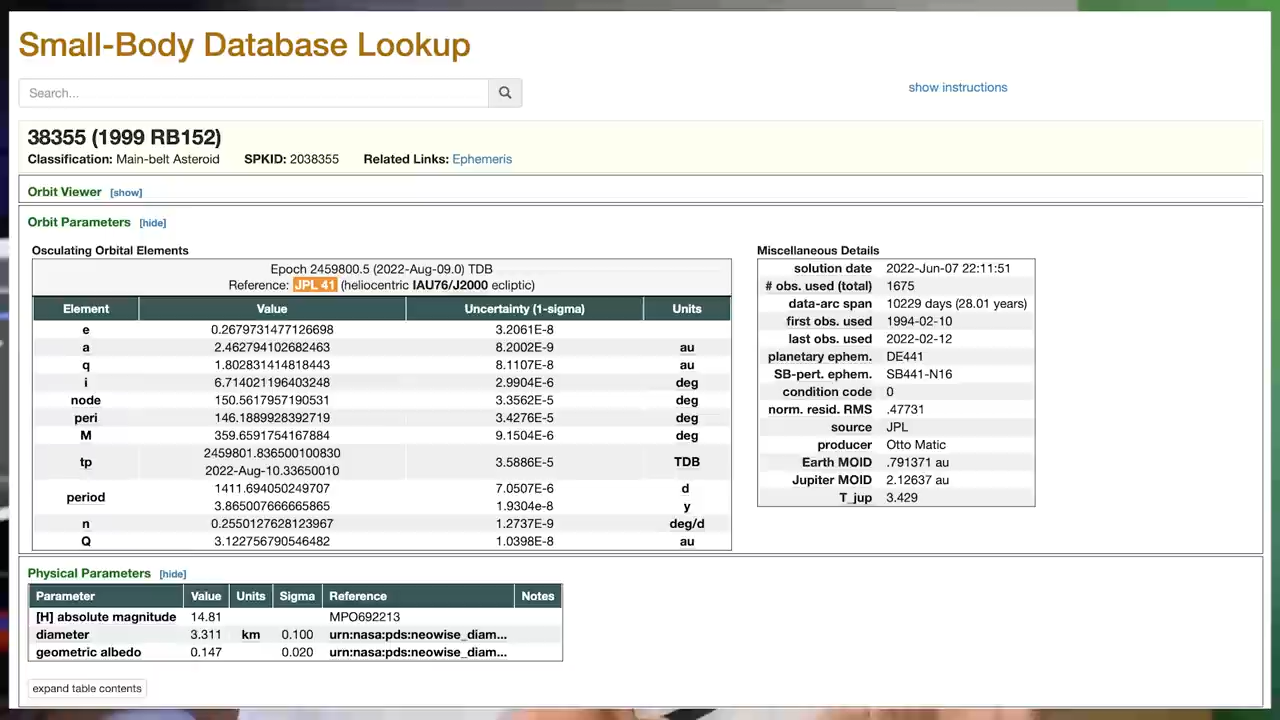 Small-Body Database Lookup
Search...
show instructions
38355 (1999 RB152)
Classification: Main-belt Asteroid SPKID: 2038355 Related Links: Ephemeris
Orbit Viewer [show]
Orbit Parameters [hide]
Osculating Orbital Elements
Epoch 2459800.5 (2022-Aug-09.0) TDB
Reference: JPL 41 (heliocentric IAU76/J2000 ecliptic)
Element Value Uncertainty (1-sigma) Units
e 0.2679731477126698 3.2061E-8
a 2.462794102682463 8.2002E-9 au
q 1.802831414818443 8.1107E-8 au
i 6.714021196403248 2.9904E-6 deg
node 150.5617957190531 3.3562E-5 deg
peri 146.1889928392719 3.4276E-5 deg
M 359.6591754167884 9.1504E-6 deg
tp 2459801.836500100830 3.5886E-5 TDB
2022-Aug-10.33650010
period 1411.694050249707 7.0507E-6 d
3.865007666665865 1.9304e-8 y
n 0.2550127628123967 1.2737E-9 deg/d
Q 3.122756790546482 1.0398E-8 au
Miscellaneous Details
solution date 2022-Jun-07 22:11:51
# obs. used (total) 1675
data-arc span 10229 days (28.01 years)
first obs. used 1994-02-10
last obs. used 2022-02-12
planetary ephem. DE441
SB-pert. ephem. SB441-N16
condition code 0
norm. resid. RMS .47731
source JPL
producer Otto Matic
Earth MOID .791371 au
Jupiter MOID 2.12637 au
T_jup 3.429
Physical Parameters [hide]
Parameter Value Units Sigma Reference Notes
[H] absolute magnitude 14.81 MPO692213
diameter 3.311 km 0.100 urn:nasa:pds:neowise_diam...
geometric albedo 0.147 0.020 urn:nasa:pds:neowise_diam...
expand table contents